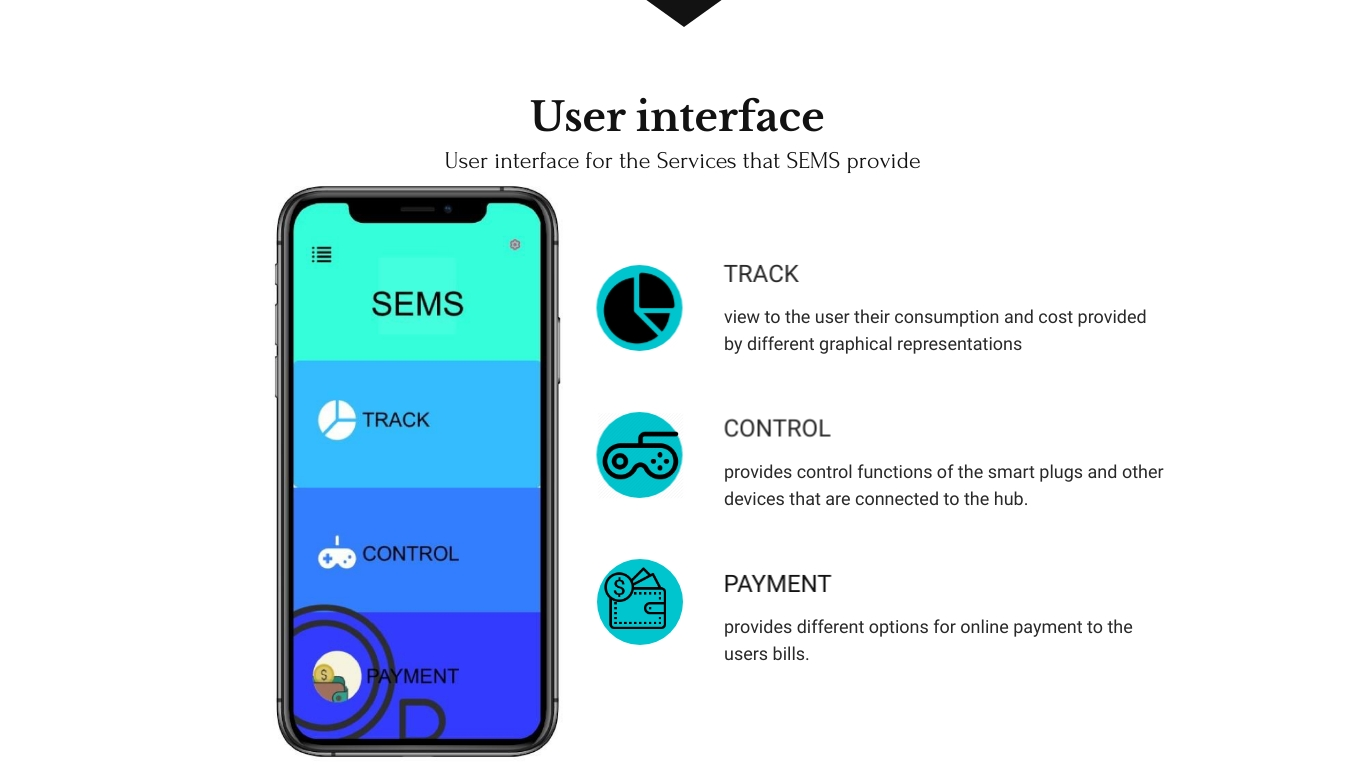 User interface
User interface for the Services that SEMS provide
SEMS
TRACK
CONTROL
PAYMENT
TRACK
view to the user their consumption and cost provided
by different graphical representations
CONTROL
provides control functions of the smart plugs and other
devices that are connected to the hub.
PAYMENT
provides different options for online payment to the
users bills.